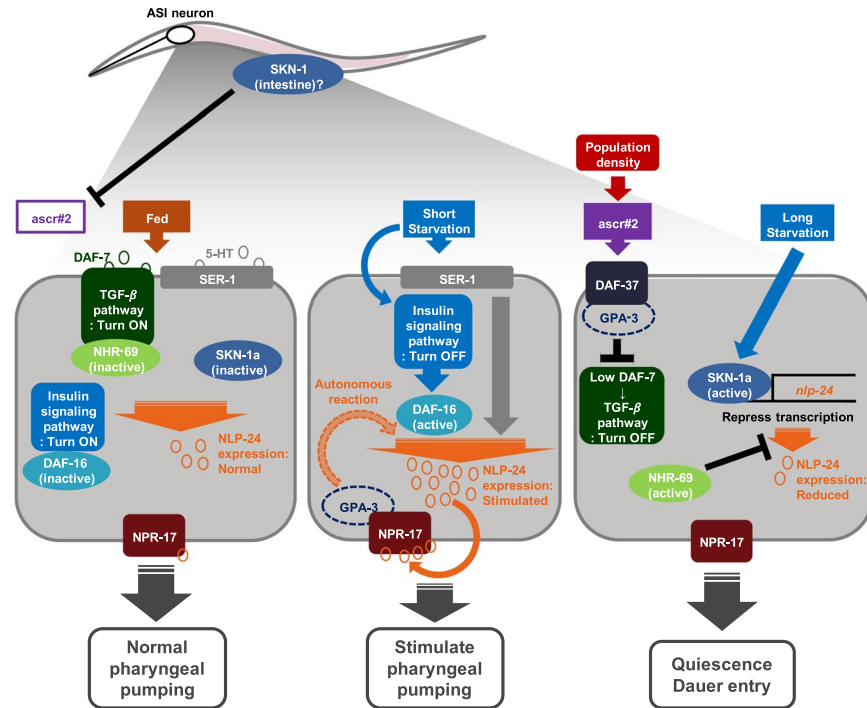 ASI neuron
SKN-1
(intestine)?
ascr#2
Fed
DAF-7
5-HT
SER-1
TGF-β
pathway
: Turn ON
NHR-69
(inactive)
SKN-1a
(inactive)
Insulin
signaling
pathway
: Turn ON
DAF-16
(inactive)
NLP-24
expression:
Normal
NPR-17
Normal
pharyngeal
pumping
Short
Starvation
SER-1
Insulin
signaling
pathway
: Turn OFF
Autonomous
reaction
DAF-16
(active)
NLP-24
expression:
Stimulated
GPA-3
NPR-17
Stimulate
pharyngeal
pumping
Population
density
ascr#2
Long
Starvation
DAF-37
GPA-3
Low DAF-7
↓
TGF-β
pathway
: Turn OFF
SKN-1a
(active)
nlp-24
Repress transcription
NHR-69
(active)
NLP-24
expression:
Reduced
NPR-17
Quiescence
Dauer entry